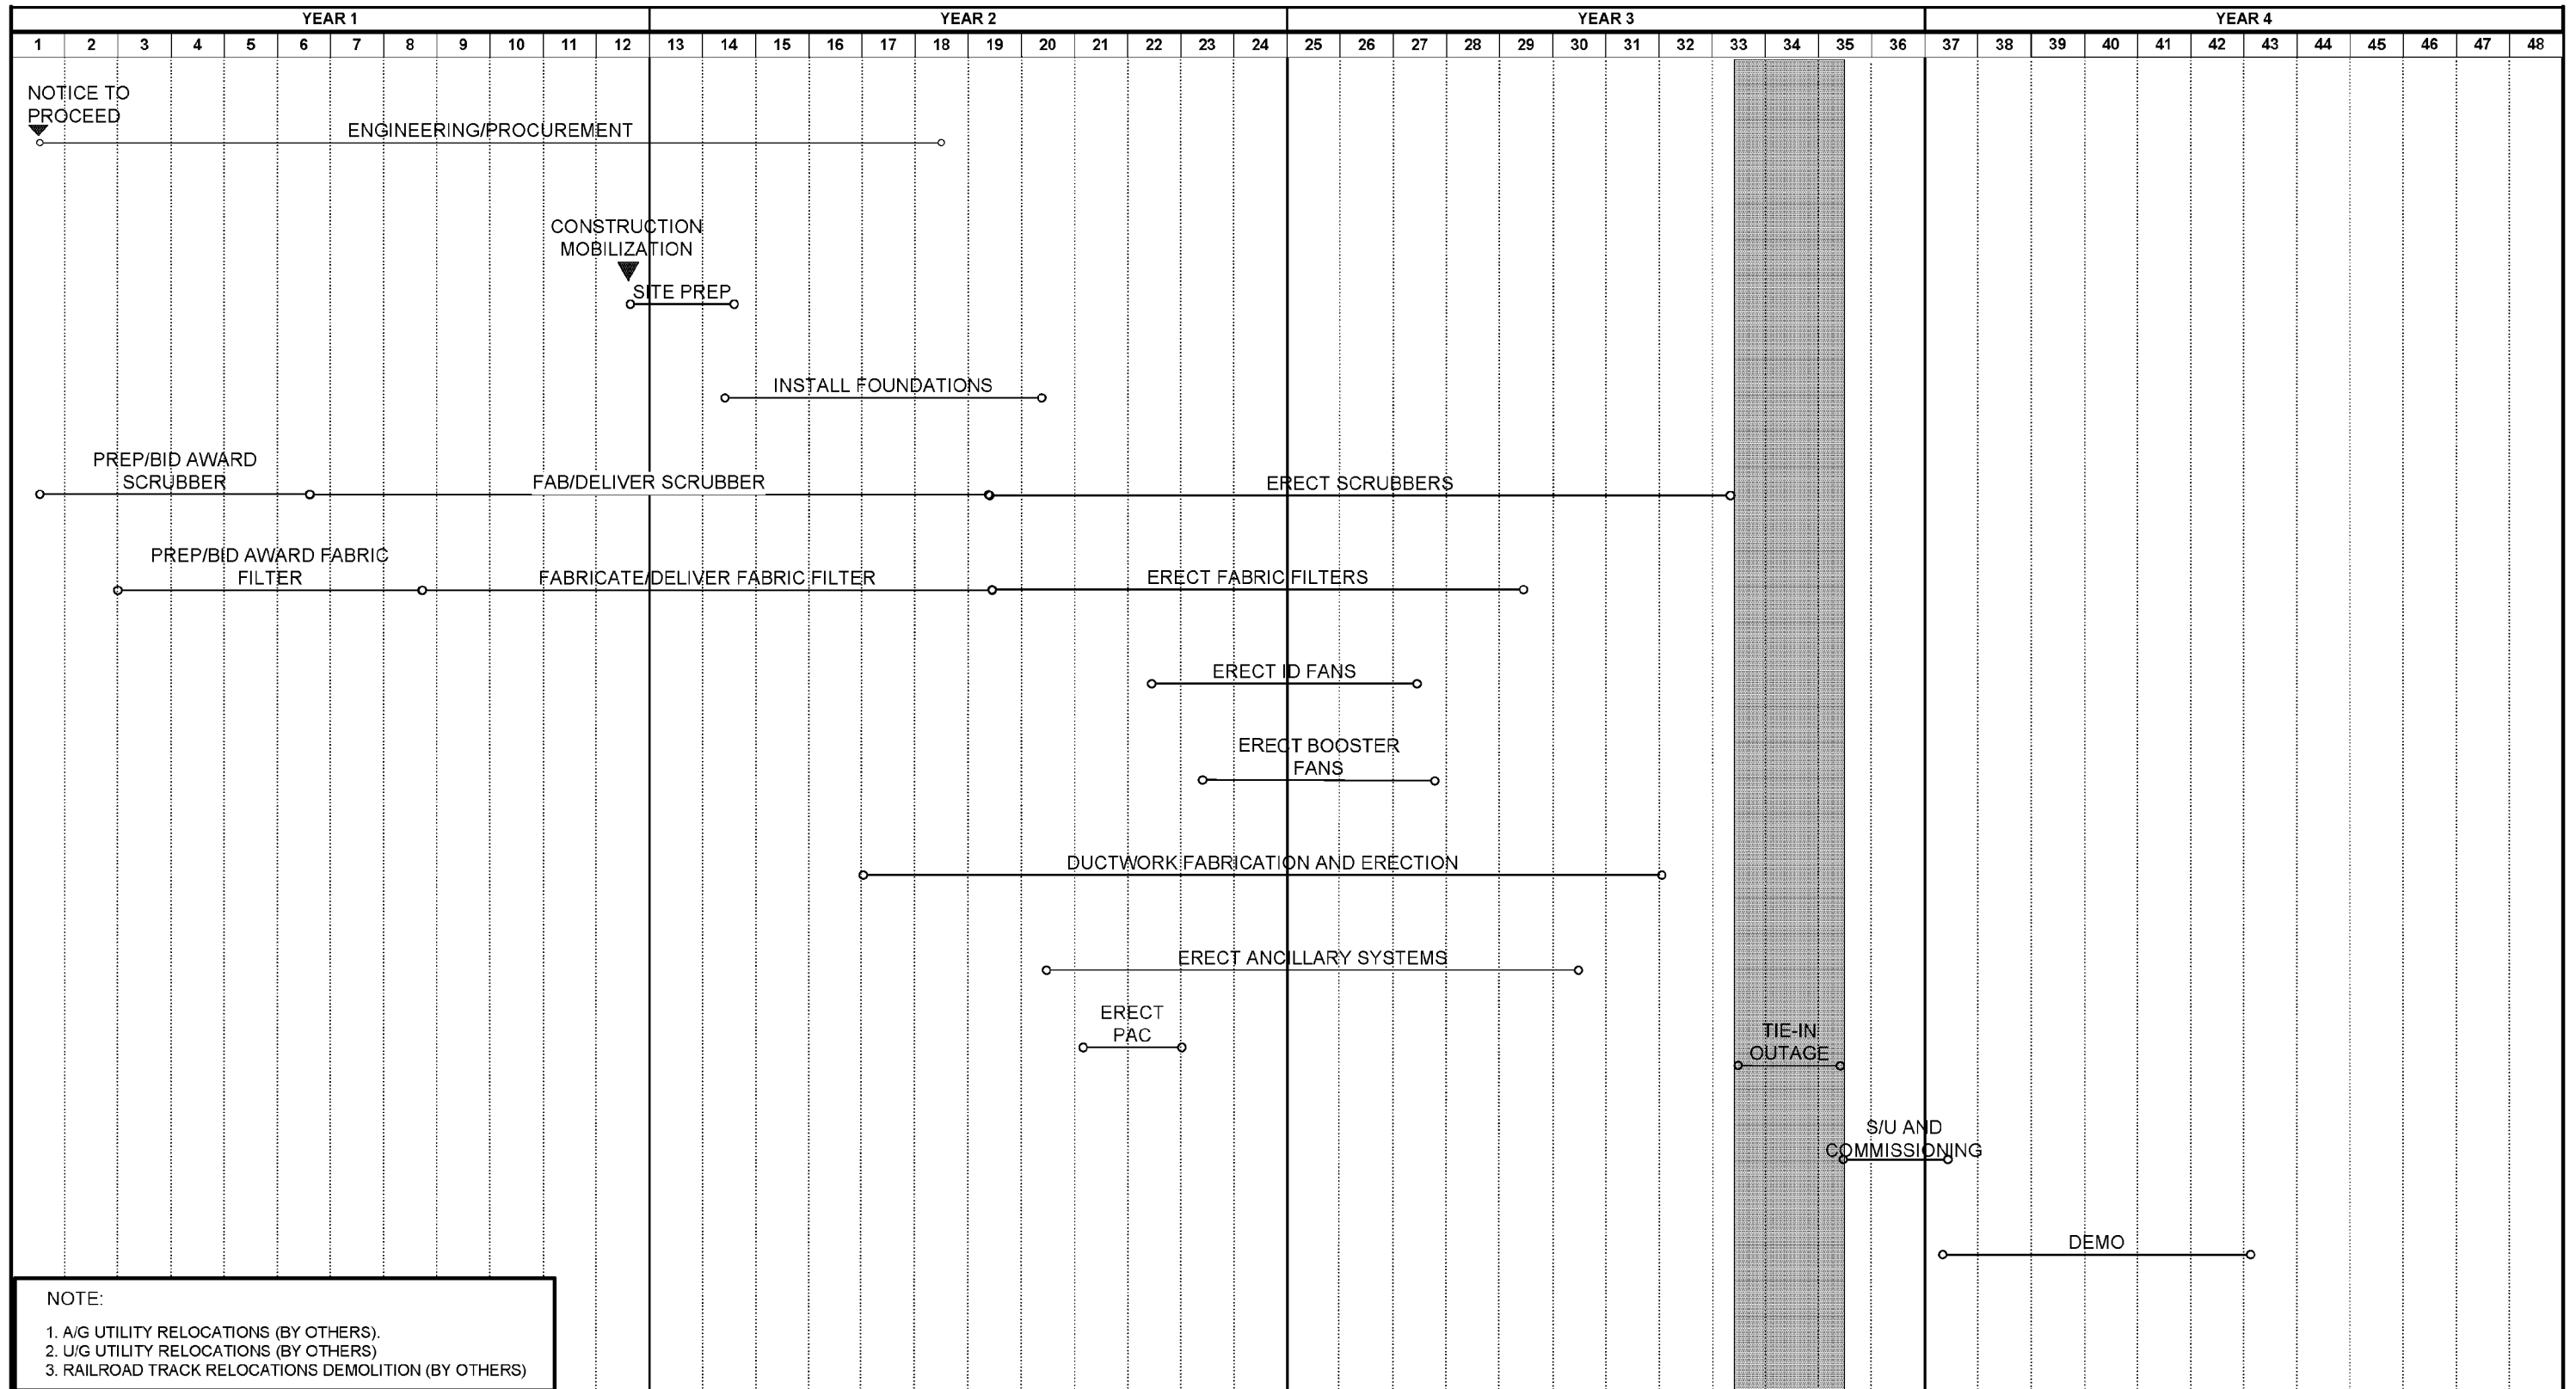 YEAR 1 YEAR 2 YEAR 3 YEAR 4
1 2 3 4 5 6 7 8 9 10 11 12 13 14 15 16 17 18 19 20 21 22 23 24 25 26 27 28 29 30 31 32 33 34 35 36 37 38 39 40 41 42 43 44 45 46 47 48
NOTICE TO
PROCEED
ENGINEERING/PROCUREMENT
CONSTRUCTION
MOBILIZATION
SITE PREP
INSTALL FOUNDATIONS
PREP/BID AWARD
SCRUBBER
FAB/DELIVER SCRUBBER
ERECT SCRUBBERS
PREP/BID AWARD FABRIC
FILTER
FABRICATE/DELIVER FABRIC FILTER
ERECT FABRIC FILTERS
ERECT ID FANS
ERECT BOOSTER
FANS
DUCTWORK FABRICATION AND ERECTION
ERECT ANCILLARY SYSTEMS
ERECT
PAC
TIE-IN
OUTAGE
S/U AND
COMMISSIONING
DEMO
NOTE:
1. A/G UTILITY RELOCATIONS (BY OTHERS).
2. U/G UTILITY RELOCATIONS (BY OTHERS)
3. RAILROAD TRACK RELOCATIONS DEMOLITION (BY OTHERS)